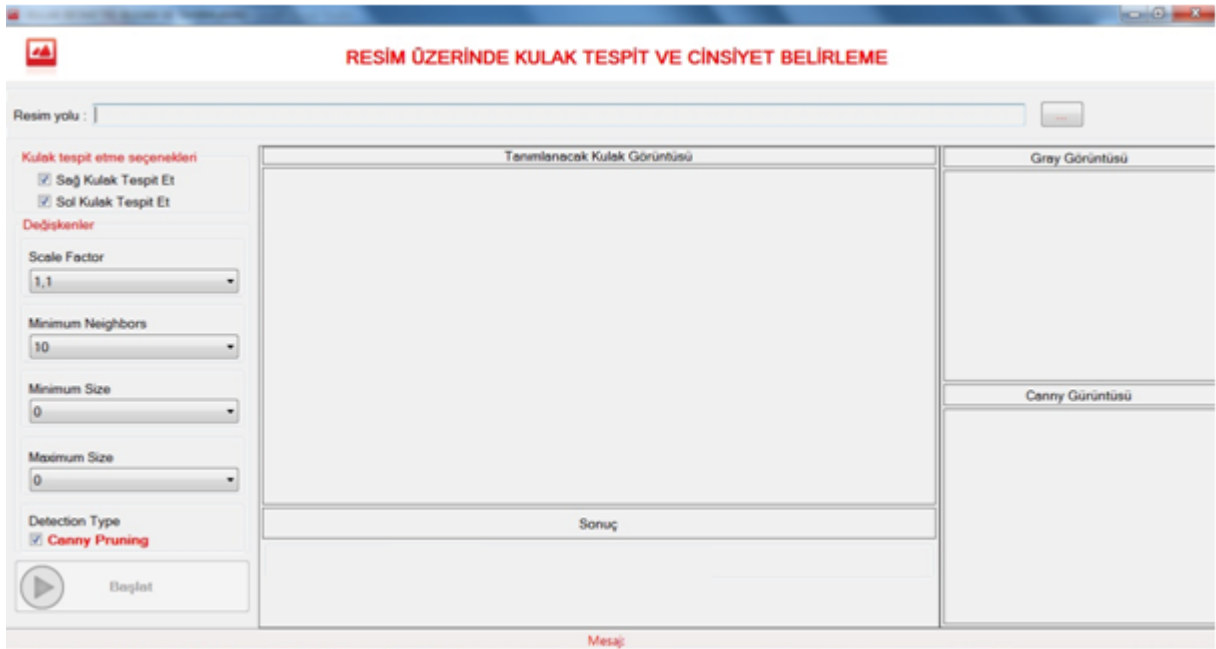 RESİM ÜZERİNDE KULAK TESPİT VE CİNSİYET BELİRLEME
Resim yolu :
...
Kulak tespit etme seçenekleri
Sağ Kulak Tespit Et
Sol Kulak Tespit Et
Değişkenler
Scale Factor
1,1
Minimum Neighbors
10
Minimum Size
0
Maximum Size
0
Detection Type
Canny Pruning
Başlat
Tanımlanacak Kulak Görüntüsü
Sonuç
Gray Görüntüsü
Canny Gürüntüsü
Mesaj: